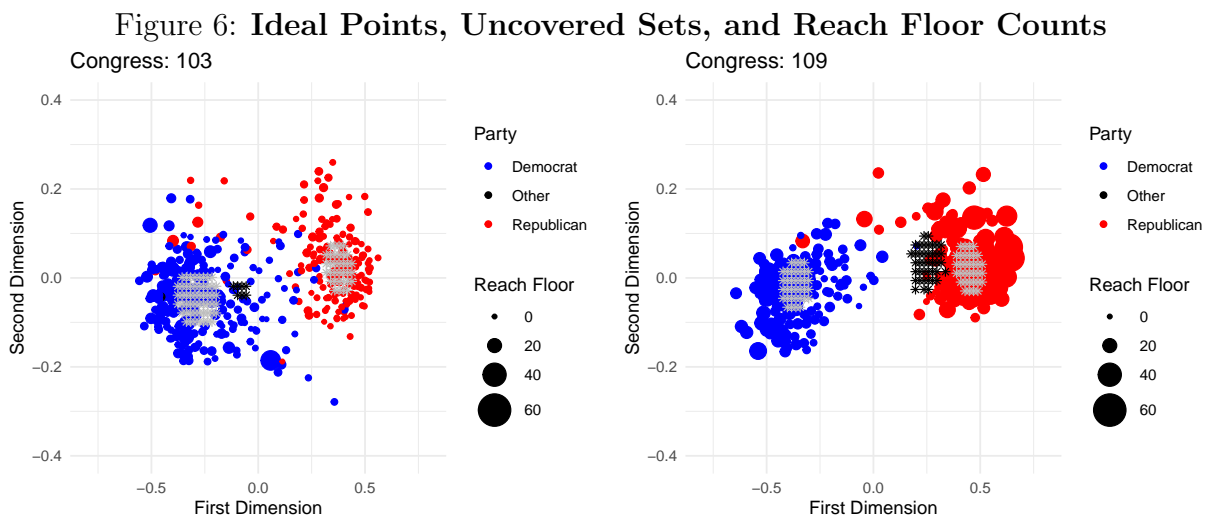 Figure 6: Ideal Points, Uncovered Sets, and Reach Floor Counts
Congress: 103
0.4
0.2
0.0
−0.2
−0.4
Second Dimension
−0.5
0.0
0.5
First Dimension
Party
Democrat
Other
Republican
Reach Floor
0
20
40
60
Congress: 109
0.4
0.2
0.0
−0.2
−0.4
Second Dimension
−0.5
0.0
0.5
First Dimension
Party
Democrat
Other
Republican
Reach Floor
0
20
40
60